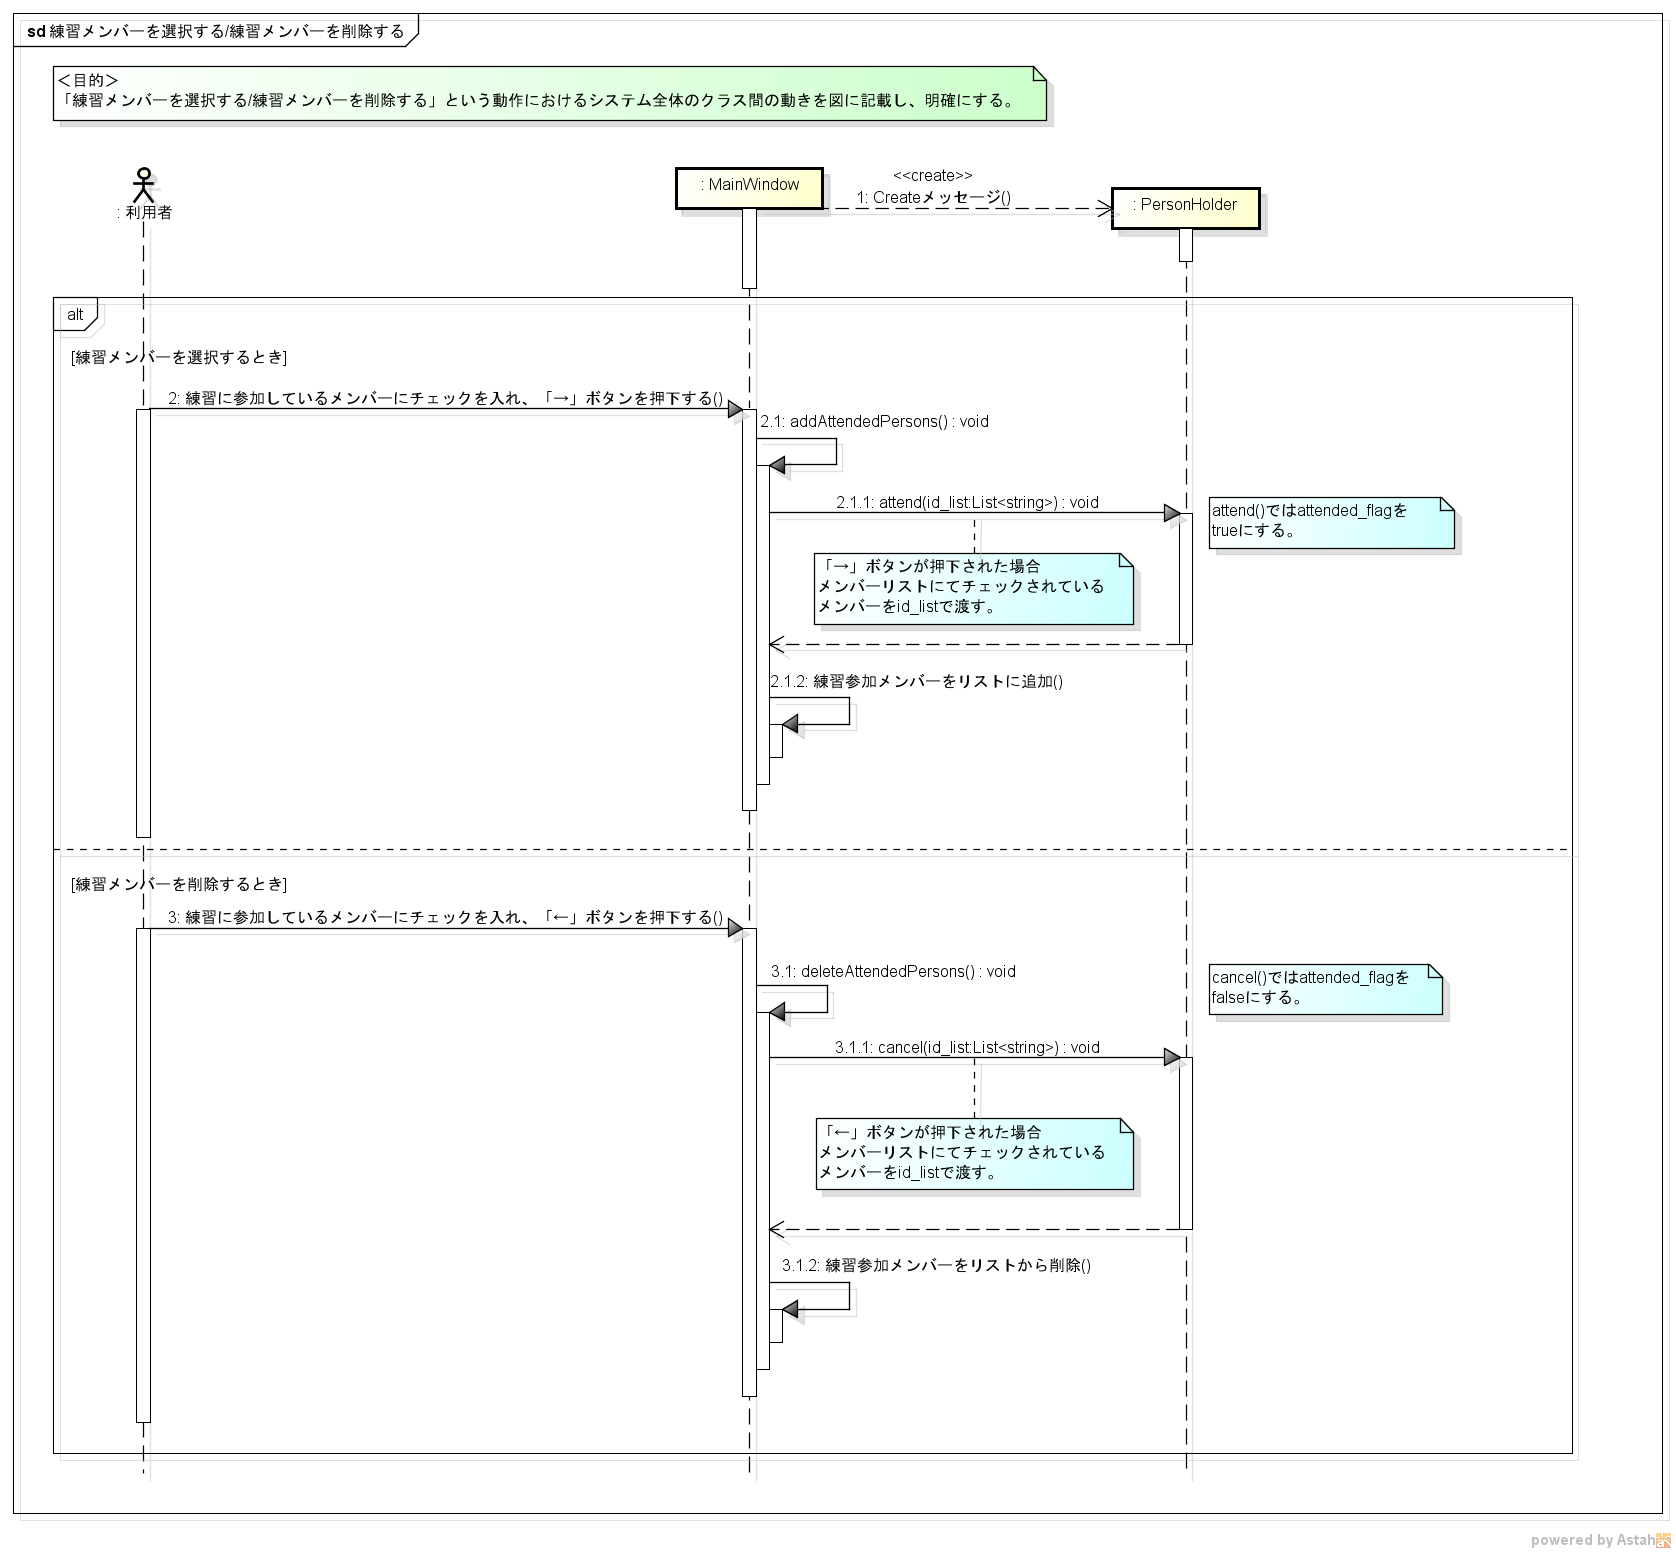 sd 練習メンバーを選択する/練習メンバーを削除する
＜目的＞
「練習メンバーを選択する/練習メンバーを削除する」という動作におけるシステム全体のクラス間の動きを図に記載し、明確にする。
: 利用者
: MainWindow
<<create>>
1: Createメッセージ()
: PersonHolder
alt
[練習メンバーを選択するとき]
2: 練習に参加しているメンバーにチェックを入れ、「→」ボタンを押下する()
2.1: addAttendedPersons() : void
2.1.1: attend(id_list:List<string>) : void
attend()ではattended_flagを
trueにする。
「→」ボタンが押下された場合
メンバーリストにてチェックされている
メンバーをid_listで渡す。
2.1.2: 練習参加メンバーをリストに追加()
[練習メンバーを削除するとき]
3: 練習に参加しているメンバーにチェックを入れ、「←」ボタンを押下する()
3.1: deleteAttendedPersons() : void
cancel()ではattended_flagを
falseにする。
3.1.1: cancel(id_list:List<string>) : void
「←」ボタンが押下された場合
メンバーリストにてチェックされている
メンバーをid_listで渡す。
3.1.2: 練習参加メンバーをリストから削除()
powered by Astah